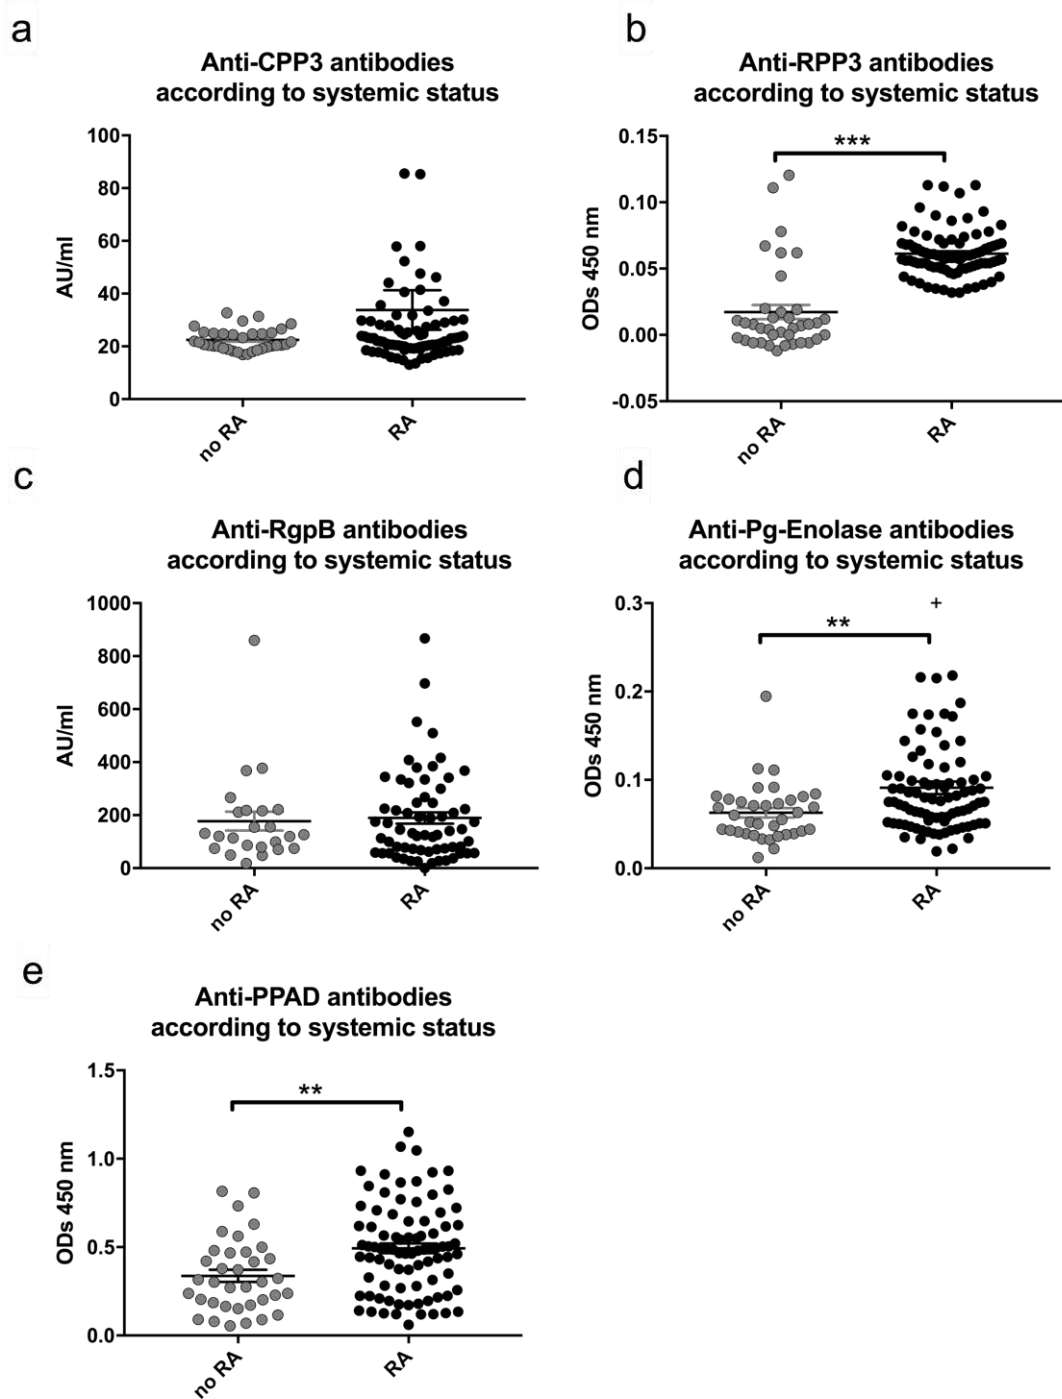 a
Anti-CPP3 antibodies
according to systemic status
AU/ml
100
80
60
40
20
0
no RA
RA
b
Anti-RPP3 antibodies
according to systemic status
ODs 450 nm
0.15
0.10
0.05
0.00
-0.05
***
no RA
RA
c
Anti-RgpB antibodies
according to systemic status
AU/ml
1000
800
600
400
200
0
no RA
RA
d
Anti-Pg-Enolase antibodies
according to systemic status
ODs 450 nm
0.3
0.2
0.1
0.0
+
**
no RA
RA
e
Anti-PPAD antibodies
according to systemic status
ODs 450 nm
1.5
1.0
0.5
0.0
**
no RA
RA